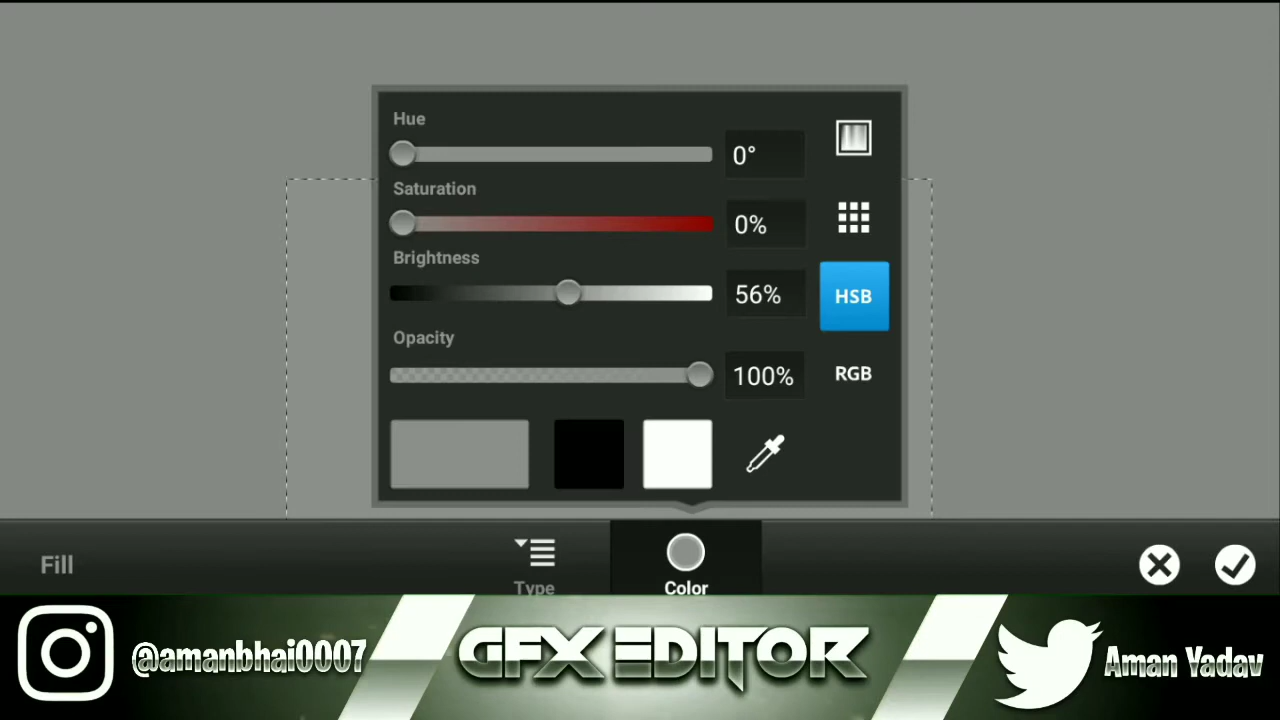 Hue
0°
Saturation
0%
Brightness
56%
HSB
Opacity
100%
RGB
Fill
Type
Color
@amanbhai0007
GFX EDITOR
Aman Yadav